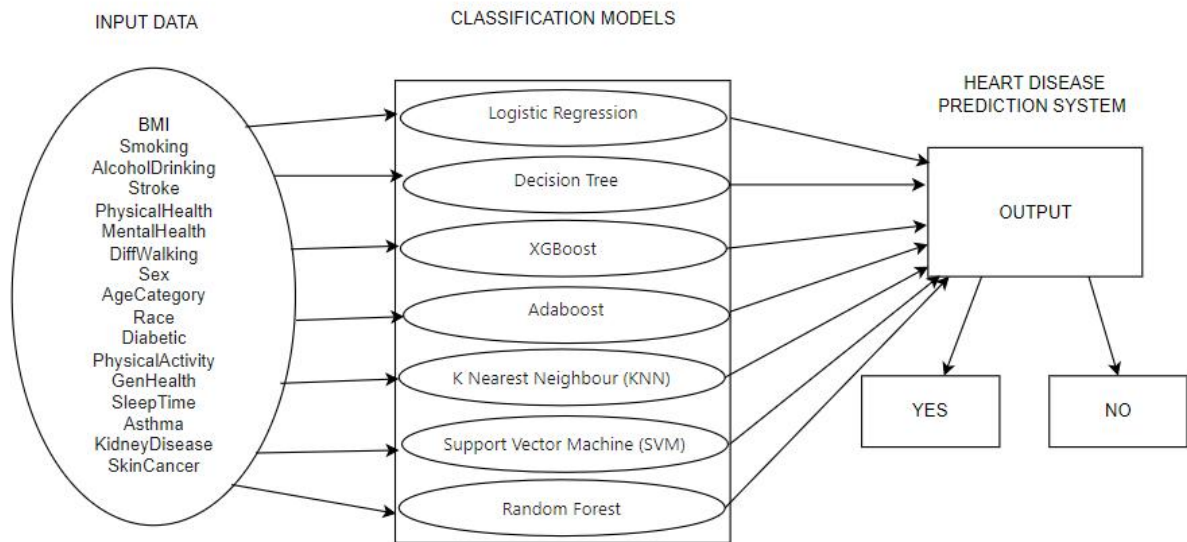 INPUT DATA
BMI
Smoking
AlcoholDrinking
Stroke
PhysicalHealth
MentalHealth
DiffWalking
Sex
AgeCategory
Race
Diabetic
PhysicalActivity
GenHealth
SleepTime
Asthma
KidneyDisease
SkinCancer
CLASSIFICATION MODELS
Logistic Regression
Decision Tree
XGBoost
Adaboost
K Nearest Neighbour (KNN)
Support Vector Machine (SVM)
Random Forest
HEART DISEASE
PREDICTION SYSTEM
OUTPUT
YES
NO